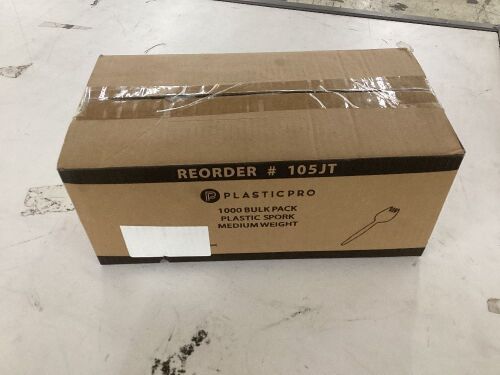 REORDER # 105JT
PLASTICPRO
1000 BULK PACK
PLASTIC SPORK
MEDIUM WEIGHT